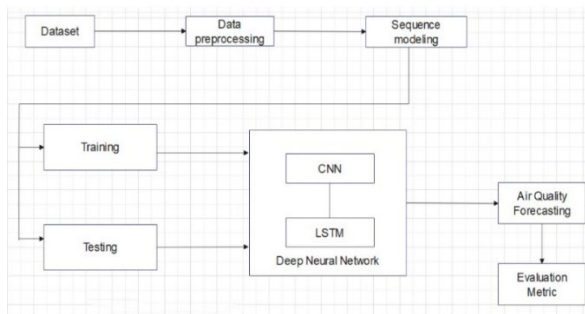 Dataset
Data
preprocessing
Sequence
modeling
Training
Testing
CNN
LSTM
Deep Neural Network
Air Quality
Forecasting
Evaluation
Metric